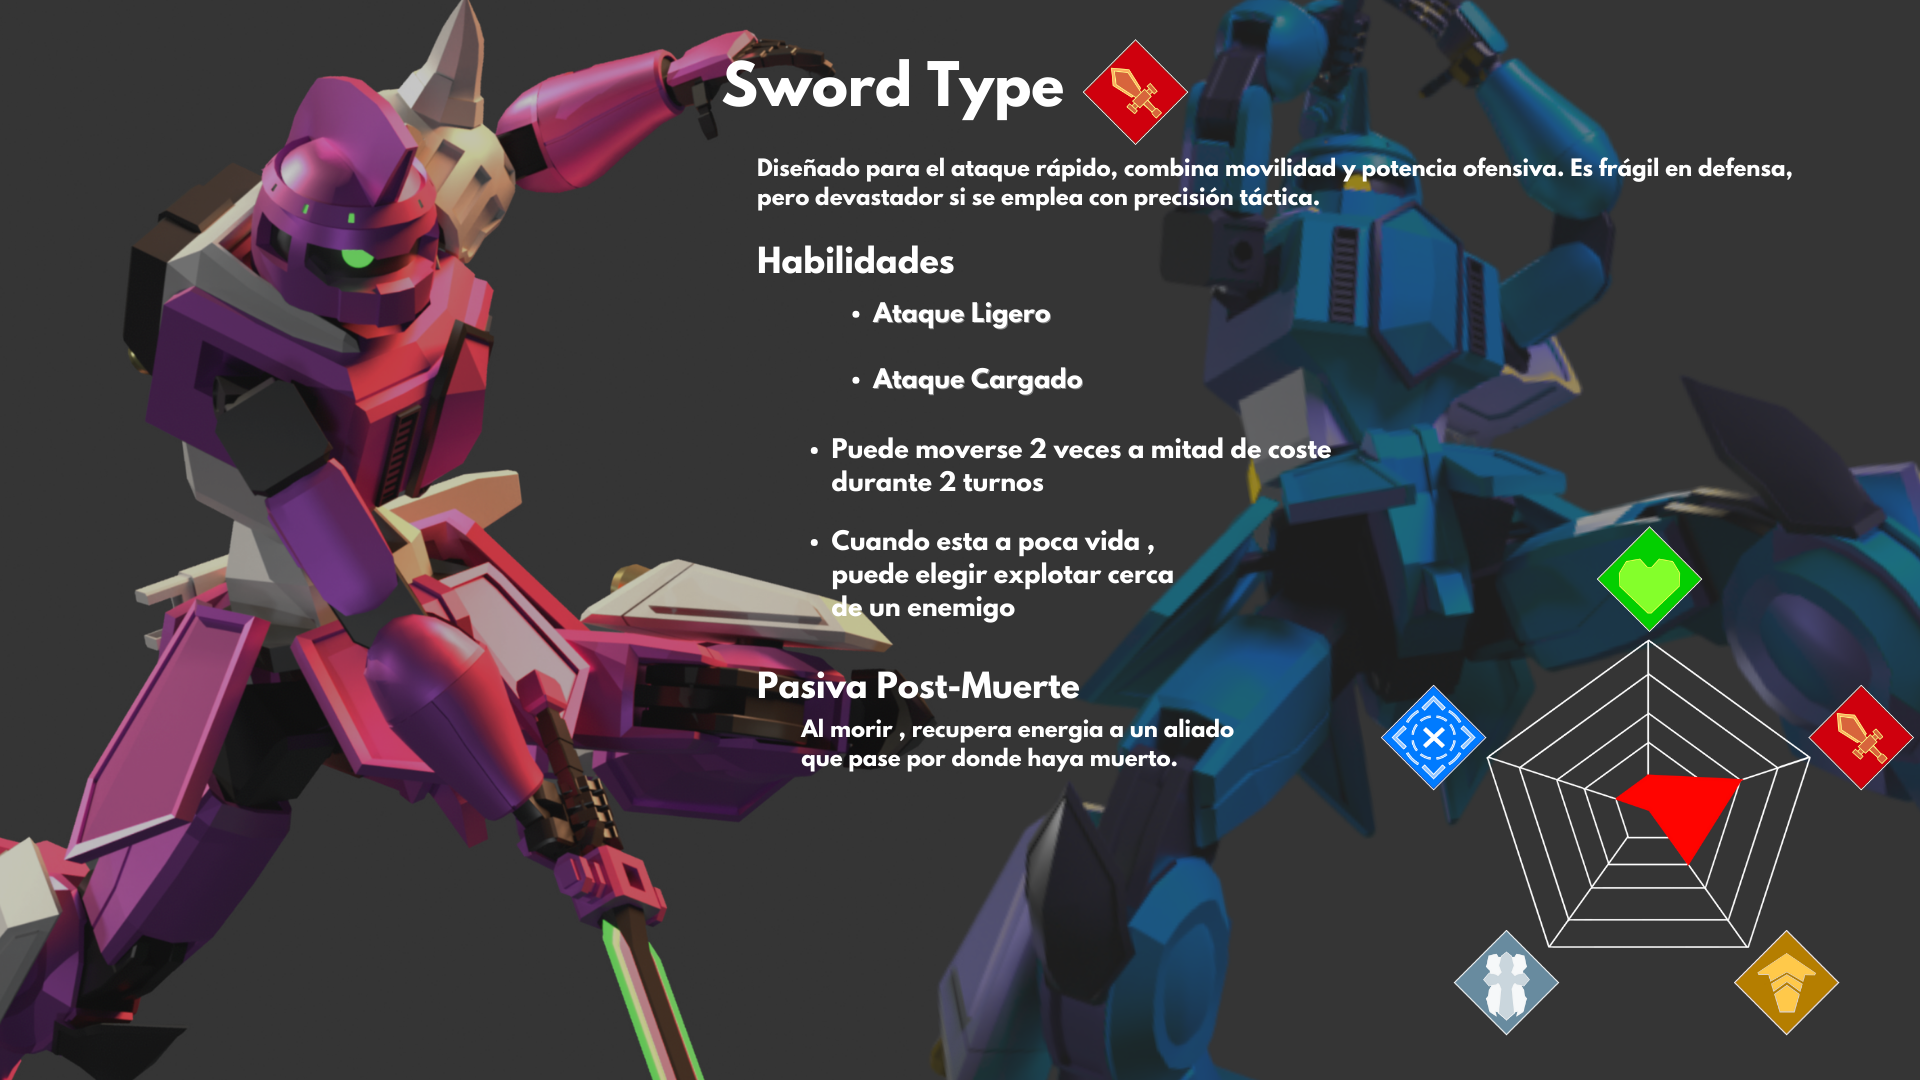 Sword Type
Diseñado para el ataque rápido, combina movilidad y potencia ofensiva. Es frágil en defensa,
pero devastador si se emplea con precisión táctica.
Habilidades
• Ataque Ligero
• Ataque Cargado
• Puede moverse 2 veces a mitad de coste
durante 2 turnos
• Cuando esta a poca vida ,
puede elegir explotar cerca
de un enemigo
Pasiva Post-Muerte
Al morir , recupera energia a un aliado
que pase por donde haya muerto.